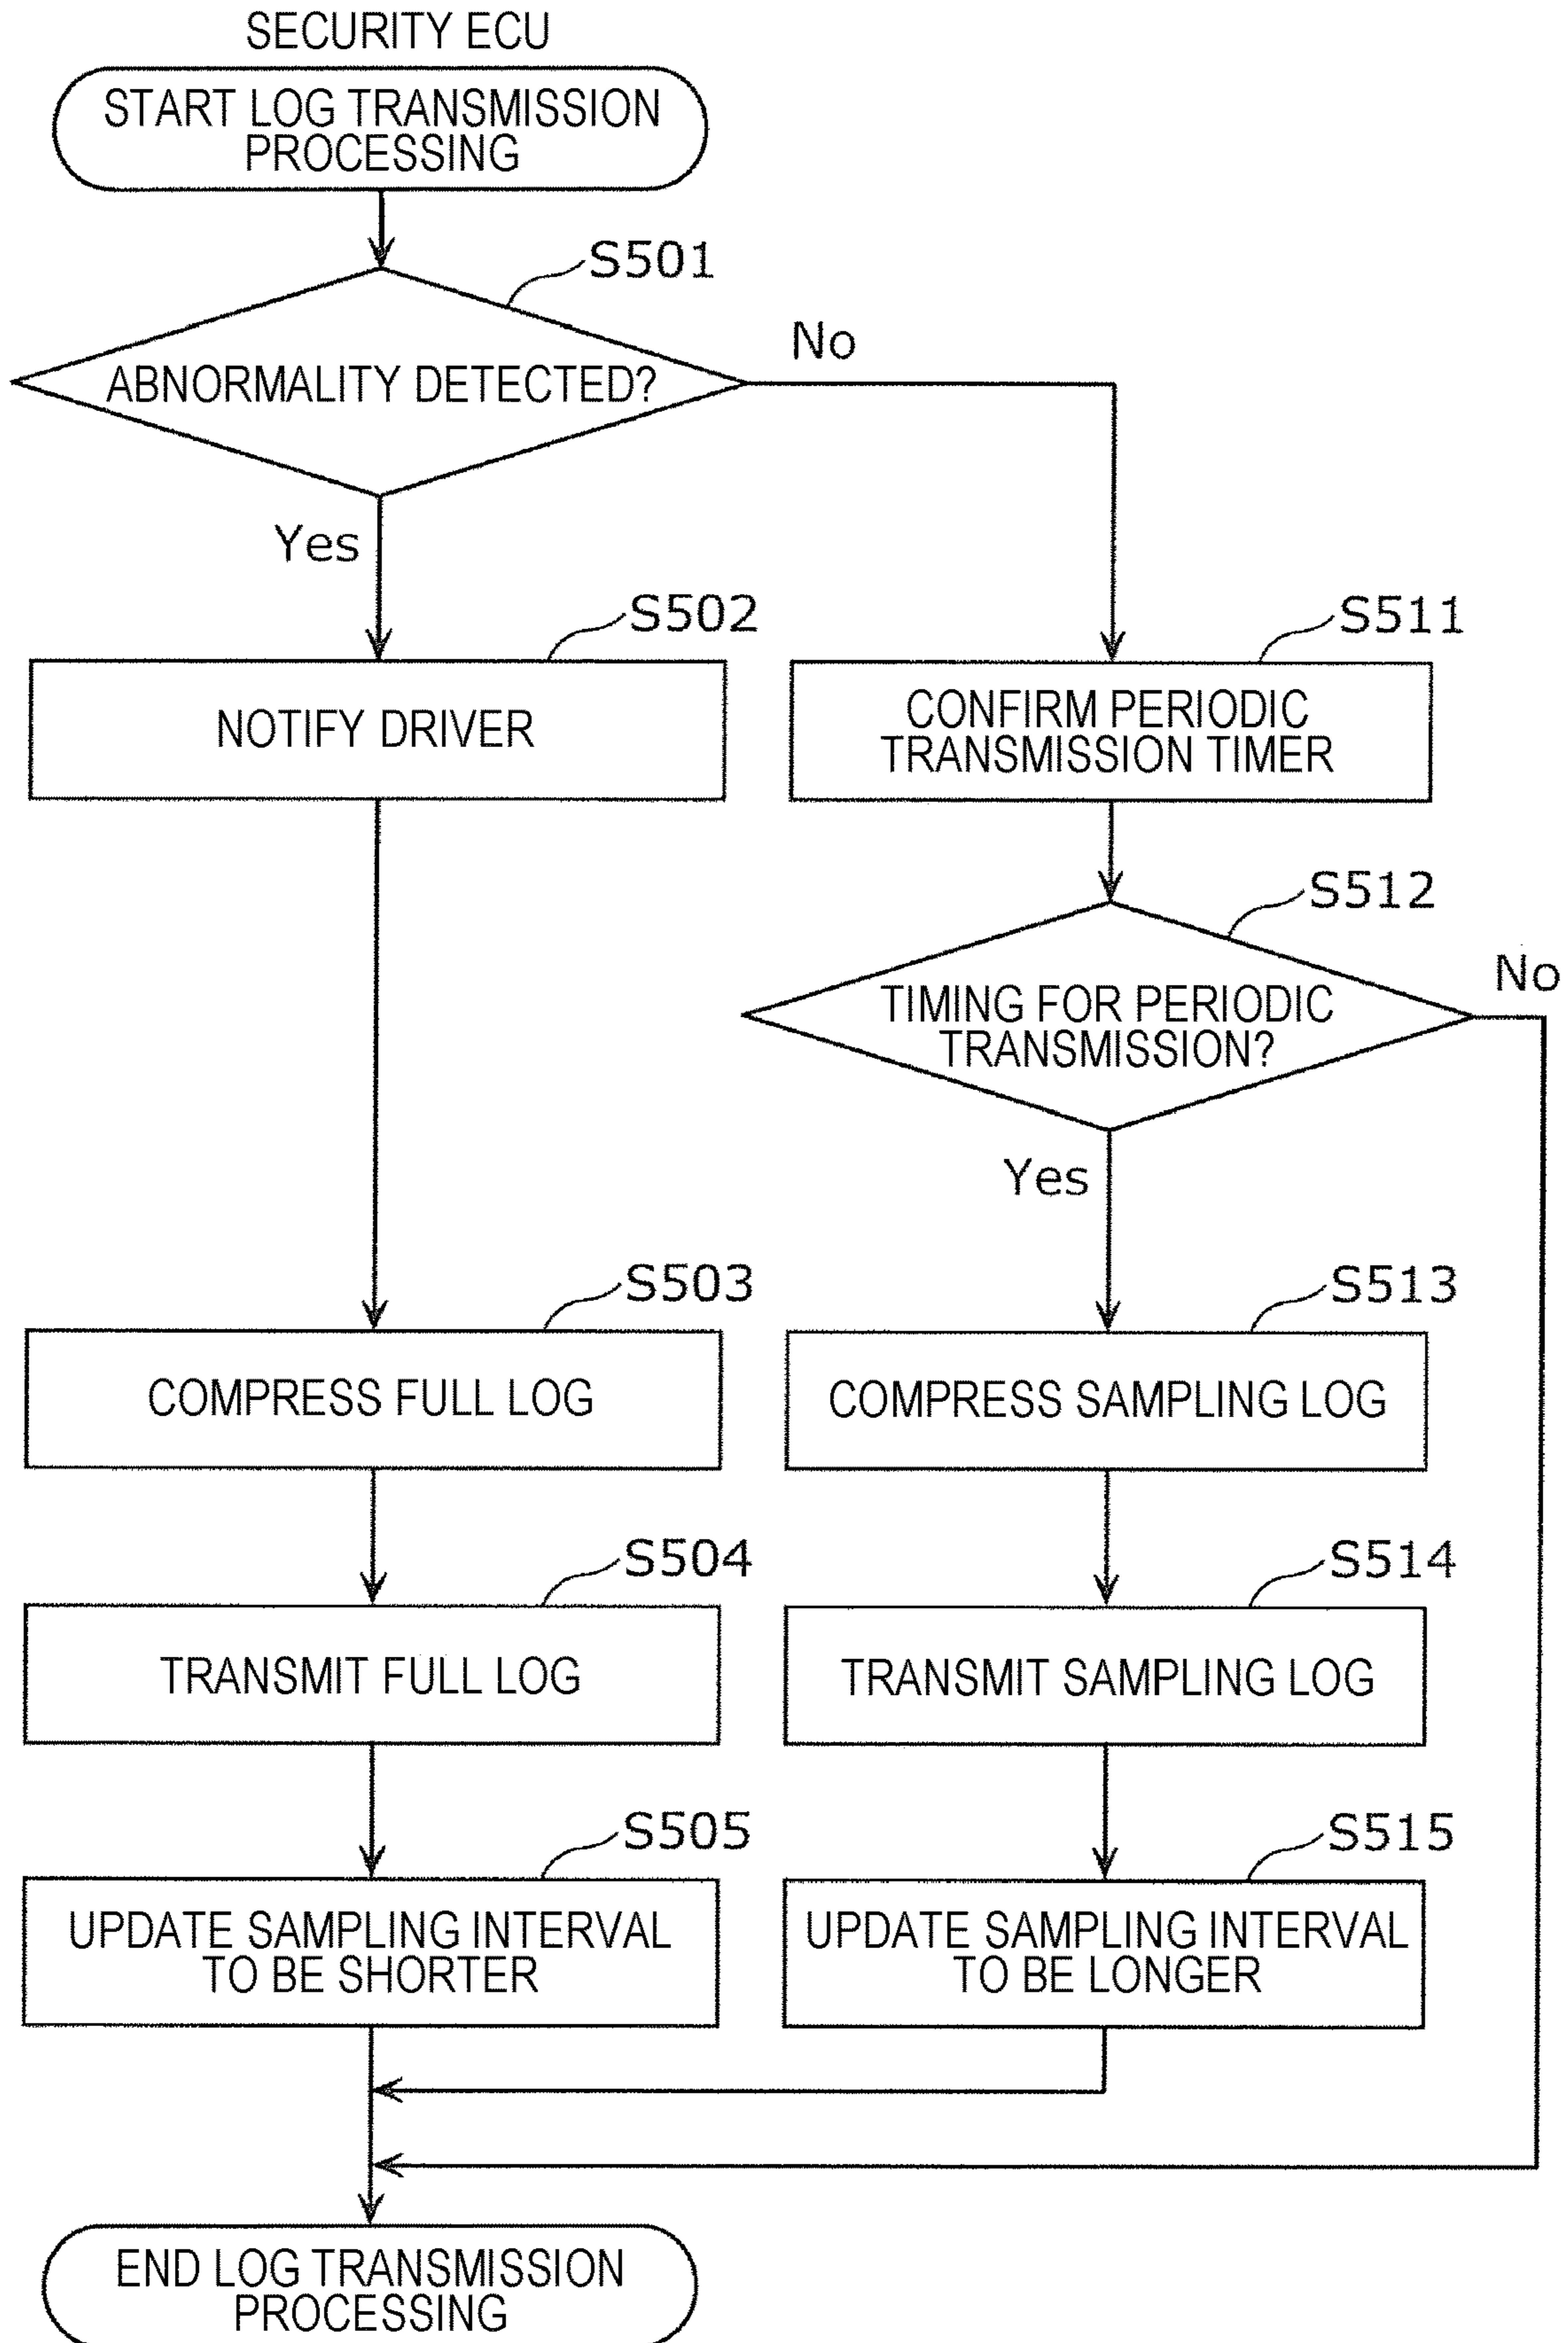 SECURITY ECU
START LOG TRANSMISSION
PROCESSING
S501
ABNORMALITY DETECTED?
No
Yes
S502
NOTIFY DRIVER
S511
CONFIRM PERIODIC
TRANSMISSION TIMER
S512
TIMING FOR PERIODIC
TRANSMISSION?
No
Yes
S503
COMPRESS FULL LOG
S513
COMPRESS SAMPLING LOG
S504
TRANSMIT FULL LOG
S514
TRANSMIT SAMPLING LOG
S505
UPDATE SAMPLING INTERVAL
TO BE SHORTER
S515
UPDATE SAMPLING INTERVAL
TO BE LONGER
END LOG TRANSMISSION
PROCESSING